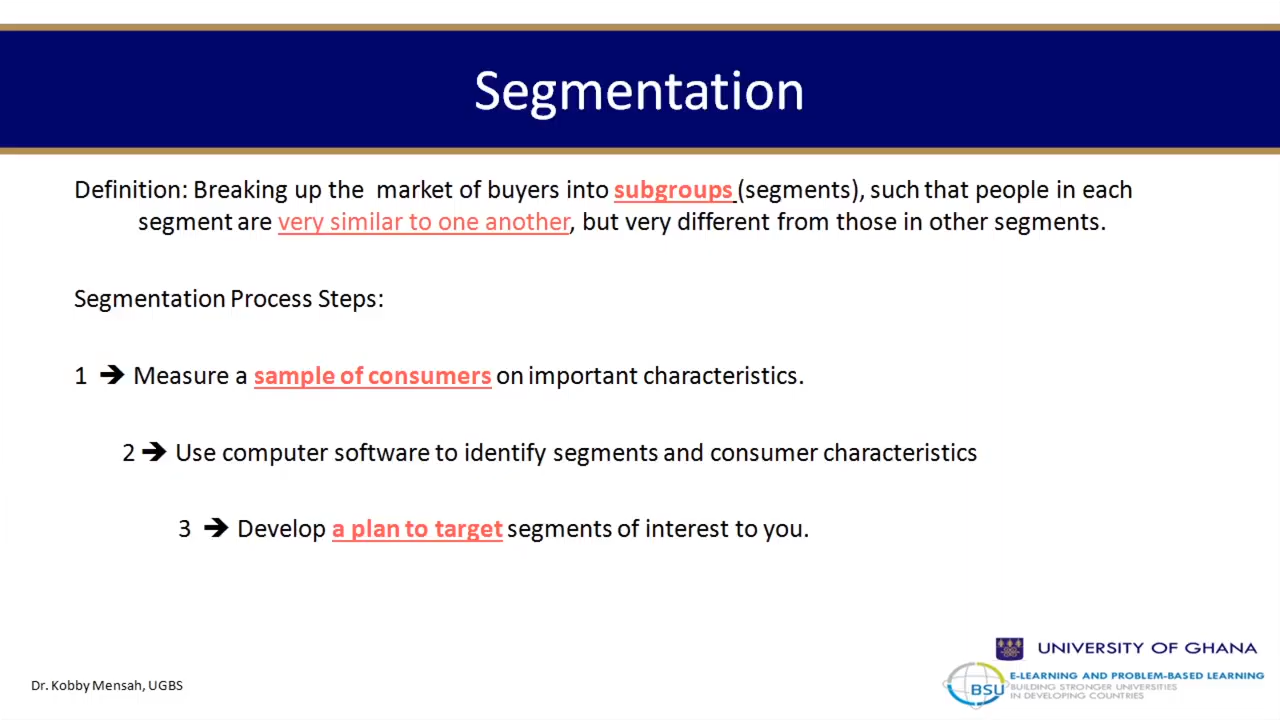 Segmentation
Definition: Breaking up the market of buyers into subgroups (segments), such that people in each
segment are very similar to one another, but very different from those in other segments.
Segmentation Process Steps:
1 ➔ Measure a sample of consumers on important characteristics.
2 ➔ Use computer software to identify segments and consumer characteristics
3 ➔ Develop a plan to target segments of interest to you.
UNIVERSITY OF GHANA
Dr. Kobby Mensah, UGBS
BSU
E-LEARNING AND PROBLEM-BASED LEARNING
BUILDING STRONGER UNIVERSITIES
IN DEVELOPING COUNTRIES